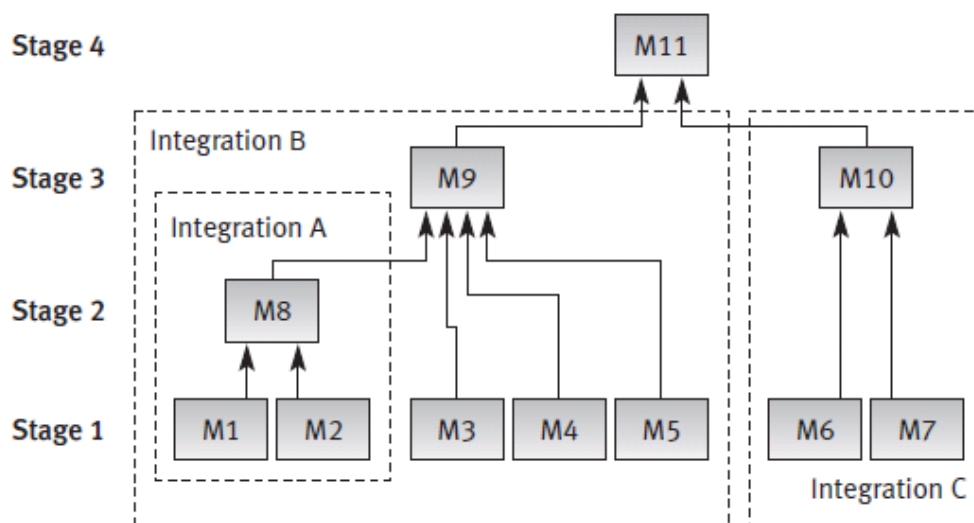 Stage 4
M11
Integration B
Stage 3
M9
M10
Integration A
Stage 2
M8
Stage 1
M1
M2
M3
M4
M5
M6
M7
Integration C